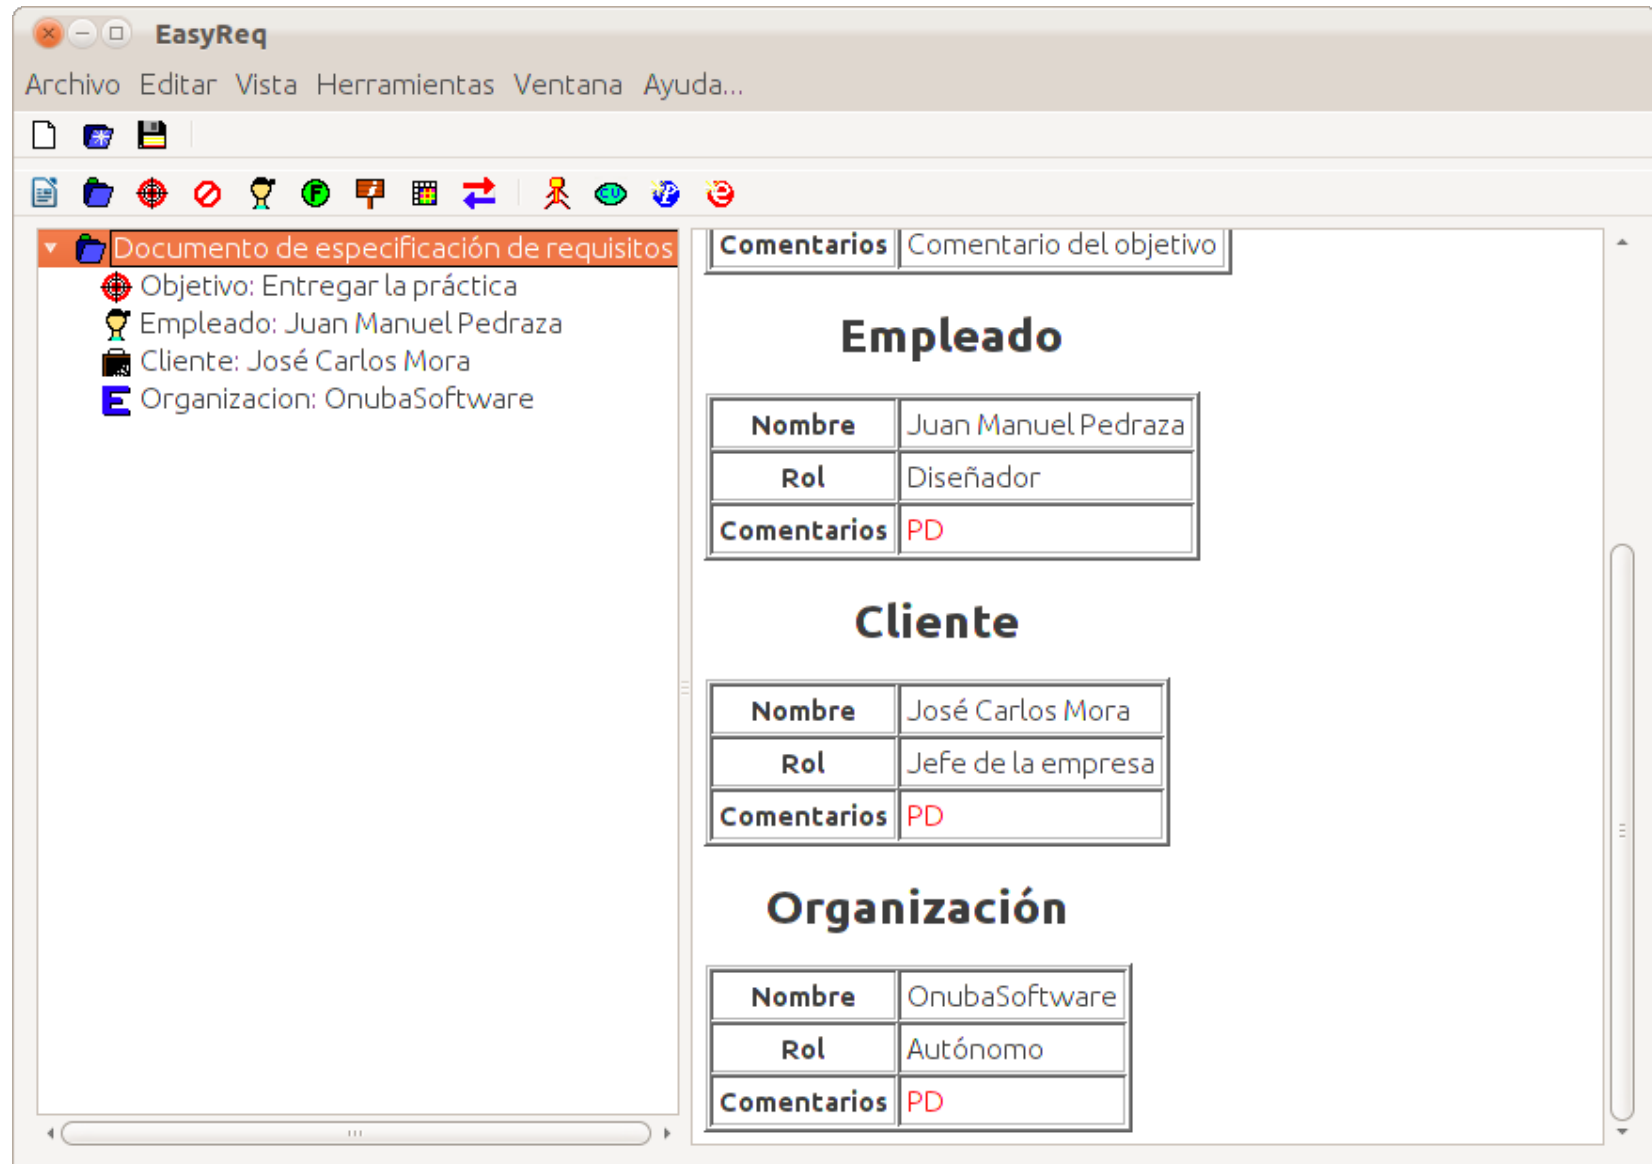 EasyReq
Archivo Editar Vista Herramientas Ventana Ayuda...
Documento de especificación de requisitos
Objetivo: Entregar la práctica
Empleado: Juan Manuel Pedraza
Cliente: José Carlos Mora
Organizacion: OnubaSoftware
Comentarios Comentario del objetivo
Empleado
Nombre Juan Manuel Pedraza
Rol Diseñador
Comentarios PD
Cliente
Nombre José Carlos Mora
Rol Jefe de la empresa
Comentarios PD
Organización
Nombre OnubaSoftware
Rol Autónomo
Comentarios PD